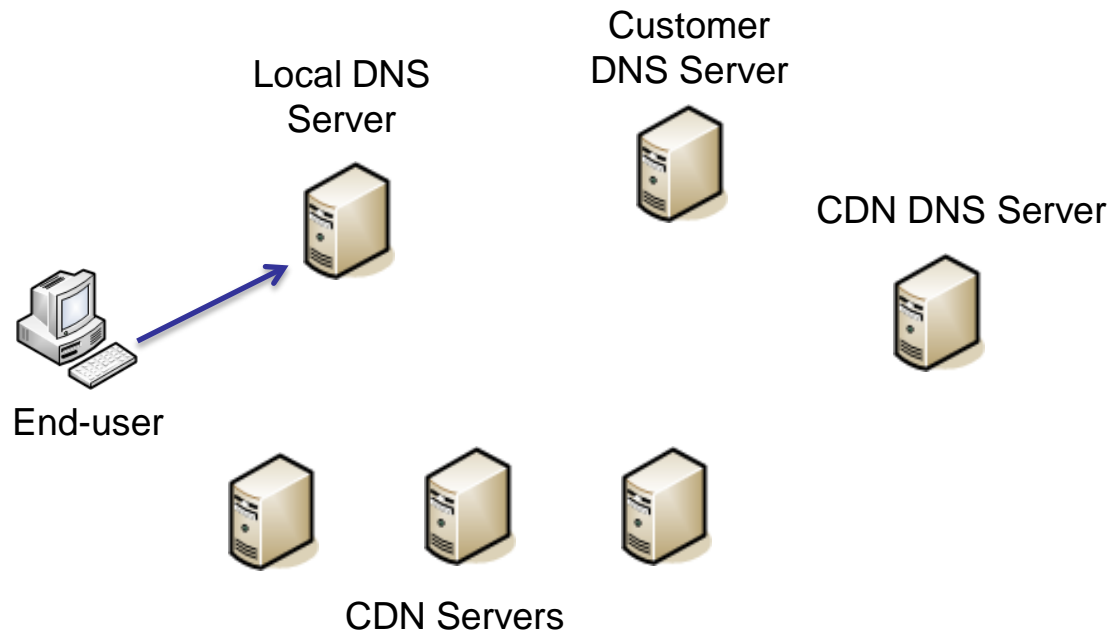 Customer
DNS Server
Local DNS
Server
CDN DNS Server
End-user
CDN Servers